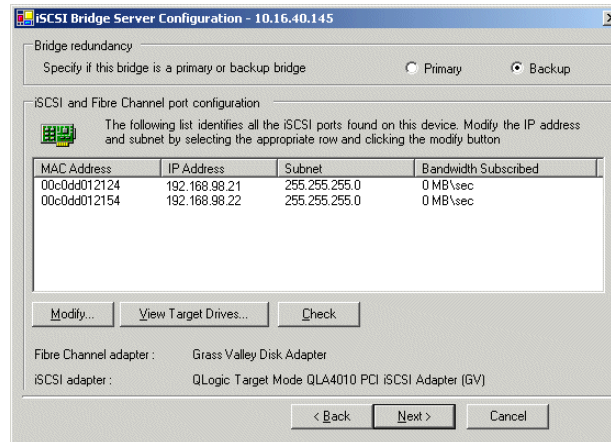 iSCSI Bridge Server Configuration - 10.16.40.145
Bridge redundancy
Specify if this bridge is a primary or backup bridge Primary Backup
iSCSI and Fibre Channel port configuration
The following list identifies all the iSCSI ports found on this device. Modify the IP address
and subnet by selecting the appropriate row and clicking the modify button
MAC Address IP Address Subnet Bandwidth Subscribed
00c0dd012124 192.168.98.21 255.255.255.0 0 MB\sec
00c0dd012154 192.168.98.22 255.255.255.0 0 MB\sec
Modify... View Target Drives... Check
Fibre Channel adapter : Grass Valley Disk Adapter
iSCSI adapter : QLogic Target Mode QLA4010 PCI iSCSI Adapter (GV)
< Back Next > Cancel